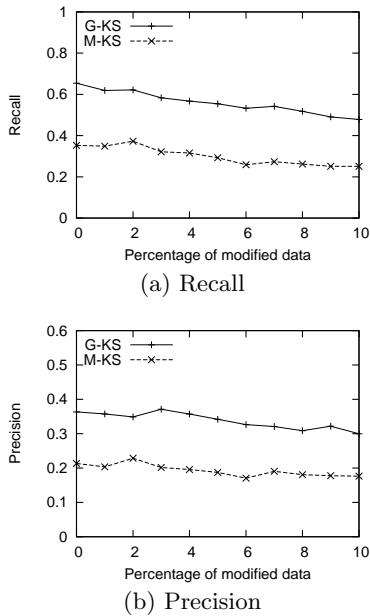 1
0.8
0.6
0.4
0.2
0
Recall
G-KS
M-KS
0 2 4 6 8 10
Percentage of modified data
(a) Recall
0.6
0.5
0.4
0.3
0.2
0.1
0
Precision
G-KS
M-KS
0 2 4 6 8 10
Percentage of modified data
(b) Precision